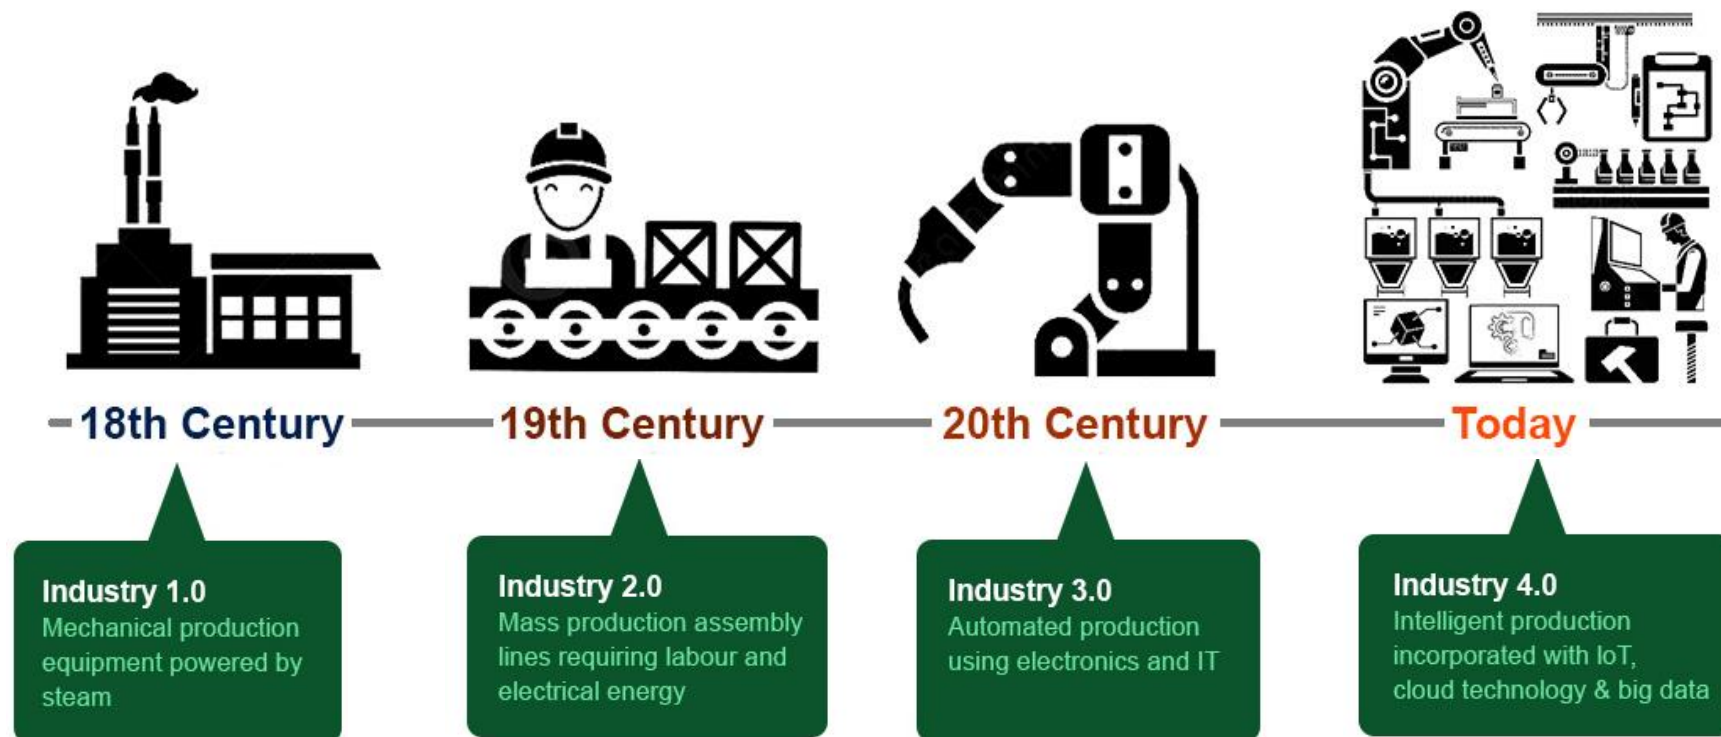 18th Century
19th Century
20th Century
Today
Industry 1.0
Mechanical production
equipment powered by
steam
Industry 2.0
Mass production assembly
lines requiring labour and
electrical energy
Industry 3.0
Automated production
using electronics and IT
Industry 4.0
Intelligent production
incorporated with IoT,
cloud technology & big data